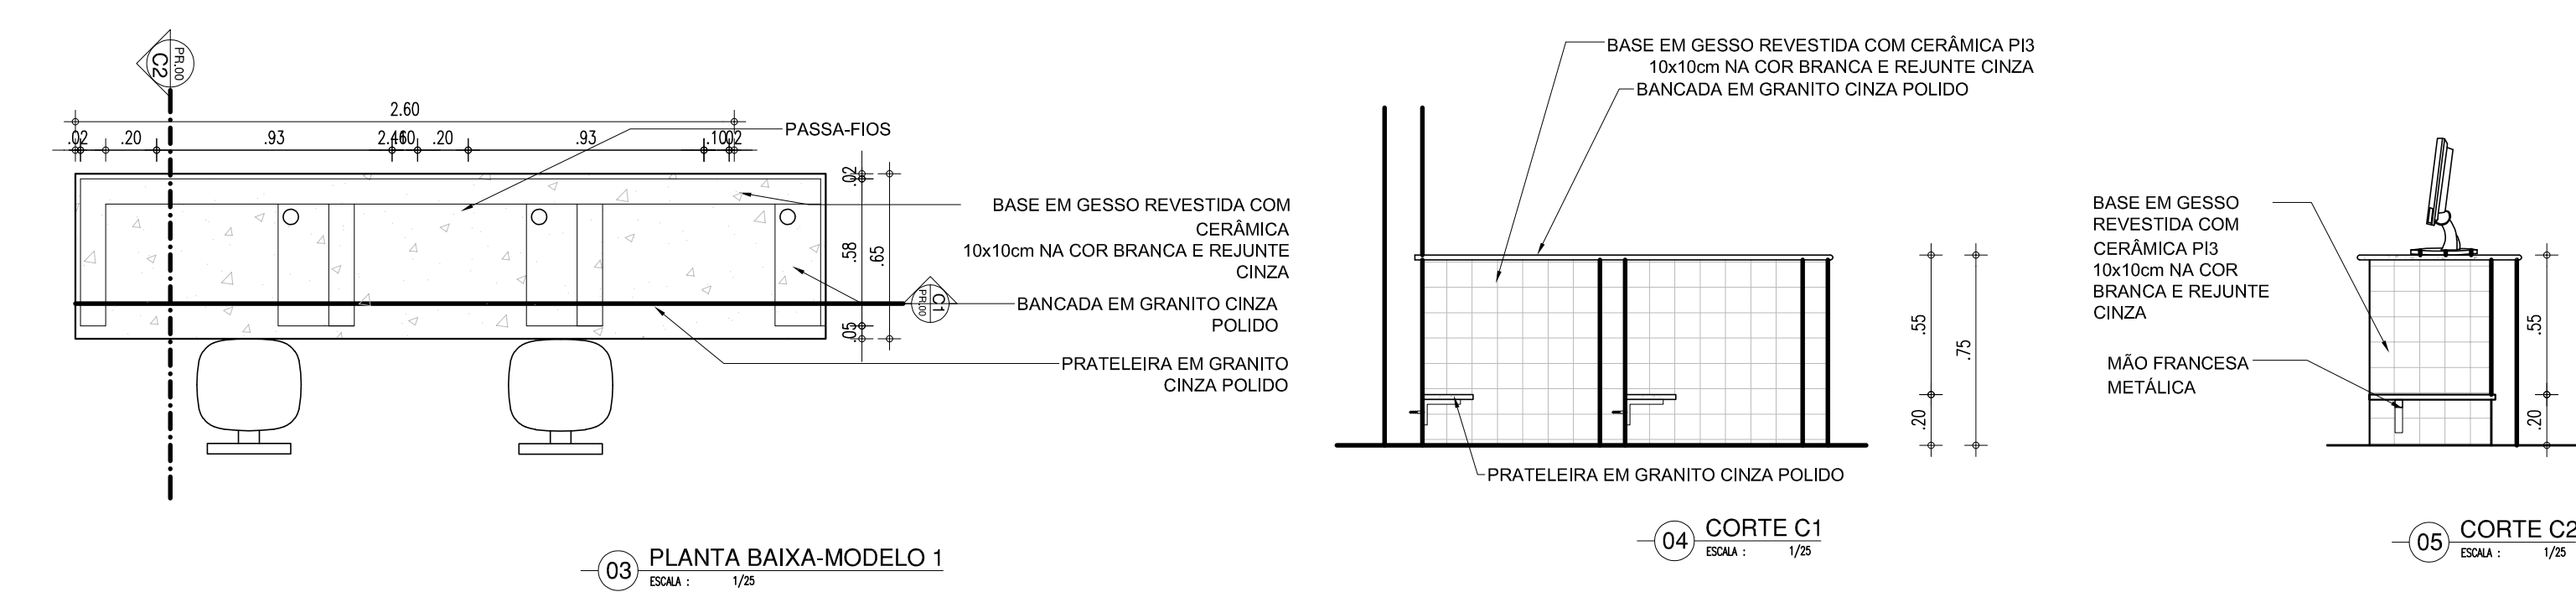 PR.00
C2
2.60
.02
.20
.93
.20
.93
.10
.02
PASSA-FIOS
.02
.58
.65
.05
BASE EM GESSO REVESTIDA COM
CERÂMICA
10x10cm NA COR BRANCA E REJUNTE
CINZA
C1
PR.00
BANCADA EM GRANITO CINZA
POLIDO
PRATELEIRA EM GRANITO
CINZA POLIDO
03
PLANTA BAIXA-MODELO 1
ESCALA : 1/25
BASE EM GESSO REVESTIDA COM CERÂMICA PI3
10x10cm NA COR BRANCA E REJUNTE CINZA
BANCADA EM GRANITO CINZA POLIDO
.55
.75
.20
PRATELEIRA EM GRANITO CINZA POLIDO
04
CORTE C1
ESCALA : 1/25
BASE EM GESSO
REVESTIDA COM
CERÂMICA PI3
10x10cm NA COR
BRANCA E REJUNTE
CINZA
MÃO FRANCESA
METÁLICA
.55
.20
05
CORTE C2
ESCALA : 1/25